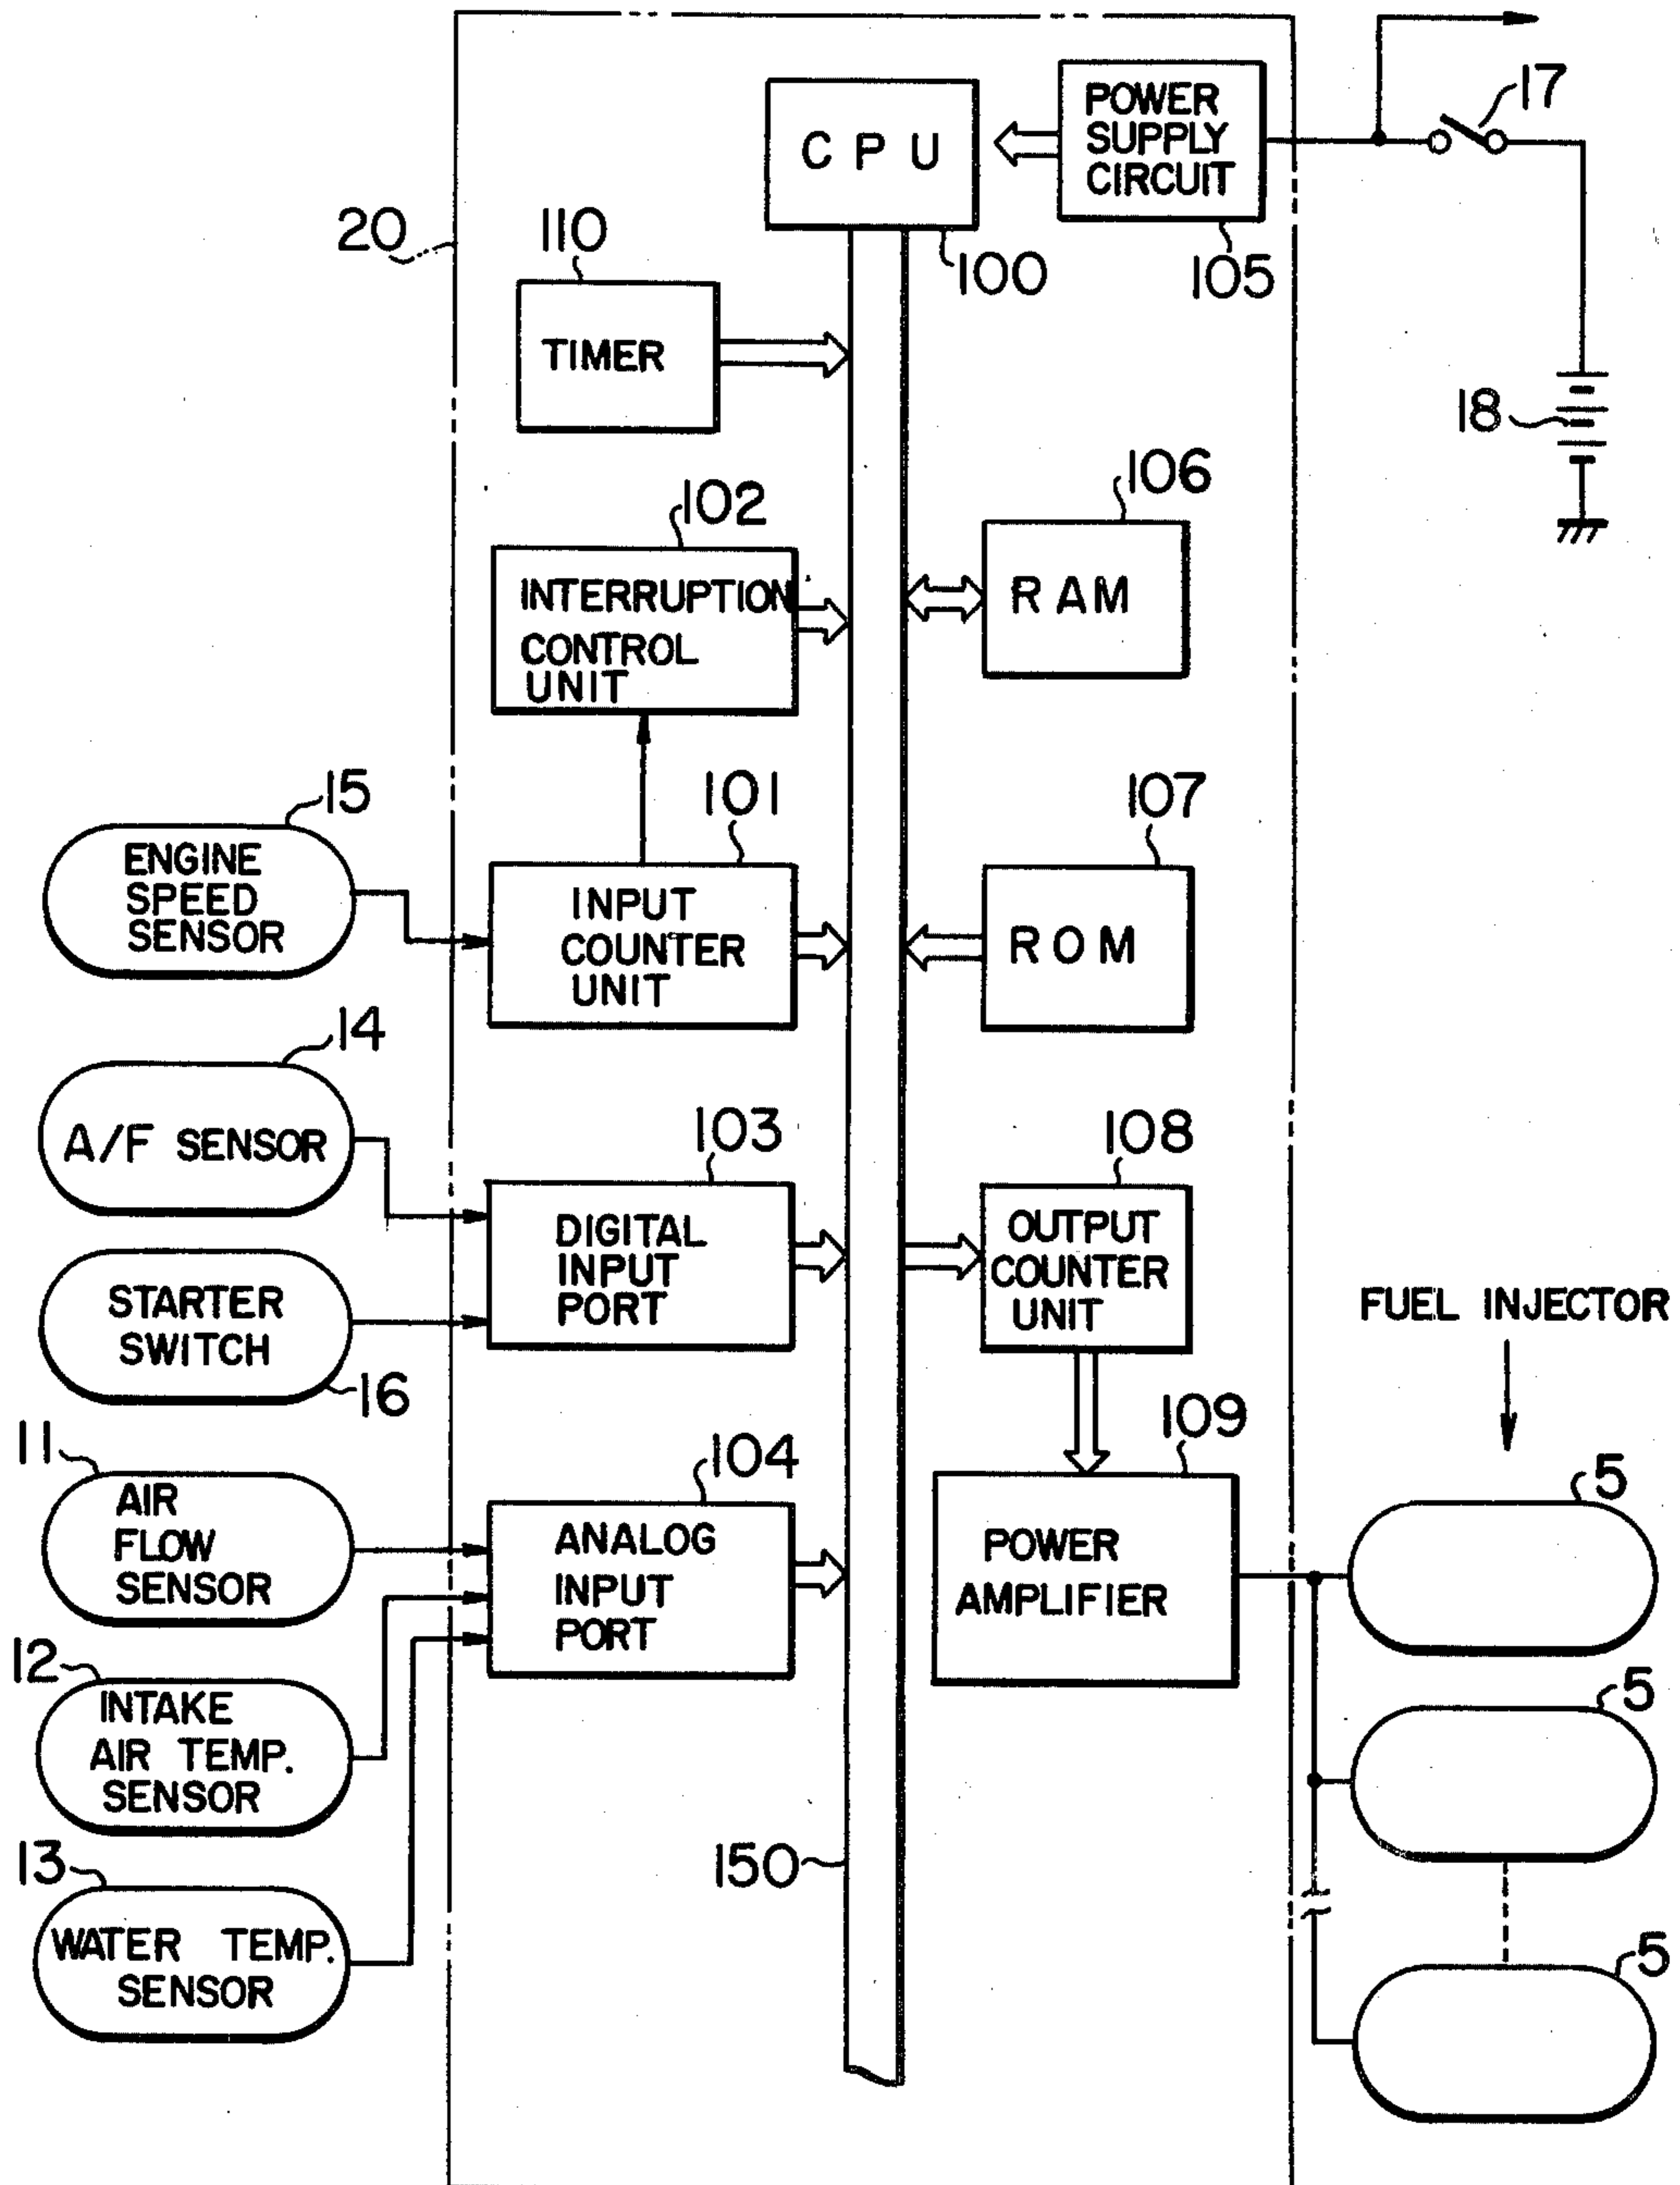 17
CPU
POWER
SUPPLY
CIRCUIT
20
110
100
105
TIMER
18
102
106
INTERRUPTION
CONTROL
UNIT
RAM
15
101
107
ENGINE
SPEED
SENSOR
INPUT
COUNTER
UNIT
ROM
14
A/F SENSOR
103
108
DIGITAL
INPUT
PORT
OUTPUT
COUNTER
UNIT
STARTER
SWITCH
16
FUEL INJECTOR
11
104
109
5
AIR
FLOW
SENSOR
ANALOG
INPUT
PORT
POWER
AMPLIFIER
12
5
INTAKE
AIR TEMP.
SENSOR
13
150
WATER TEMP.
SENSOR
5